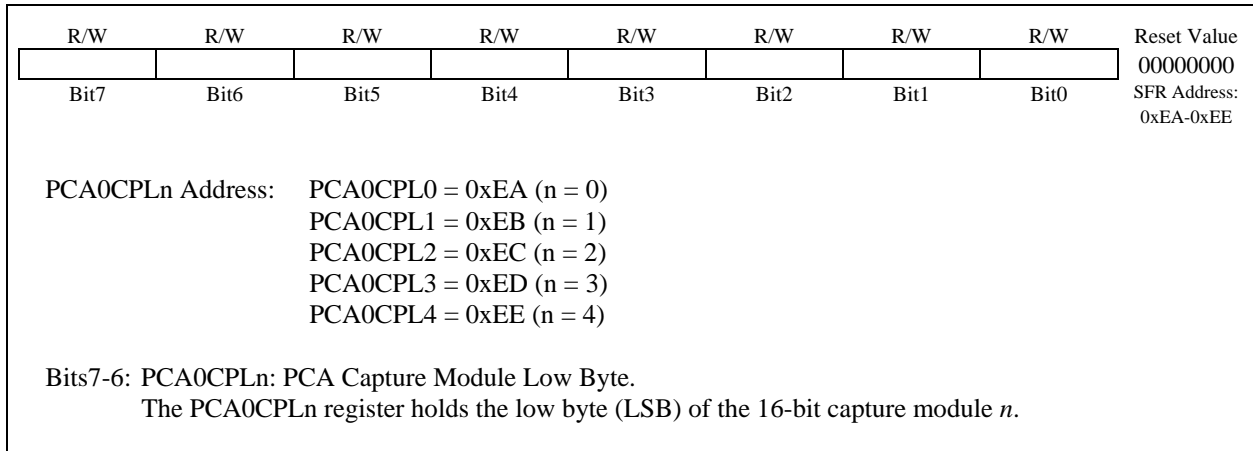 R/W R/W R/W R/W R/W R/W R/W R/W Reset Value
00000000
Bit7 Bit6 Bit5 Bit4 Bit3 Bit2 Bit1 Bit0 SFR Address:
0xEA-0xEE
PCA0CPLn Address: PCA0CPL0 = 0xEA (n = 0)
PCA0CPL1 = 0xEB (n = 1)
PCA0CPL2 = 0xEC (n = 2)
PCA0CPL3 = 0xED (n = 3)
PCA0CPL4 = 0xEE (n = 4)
Bits7-6: PCA0CPLn: PCA Capture Module Low Byte.
The PCA0CPLn register holds the low byte (LSB) of the 16-bit capture module n.